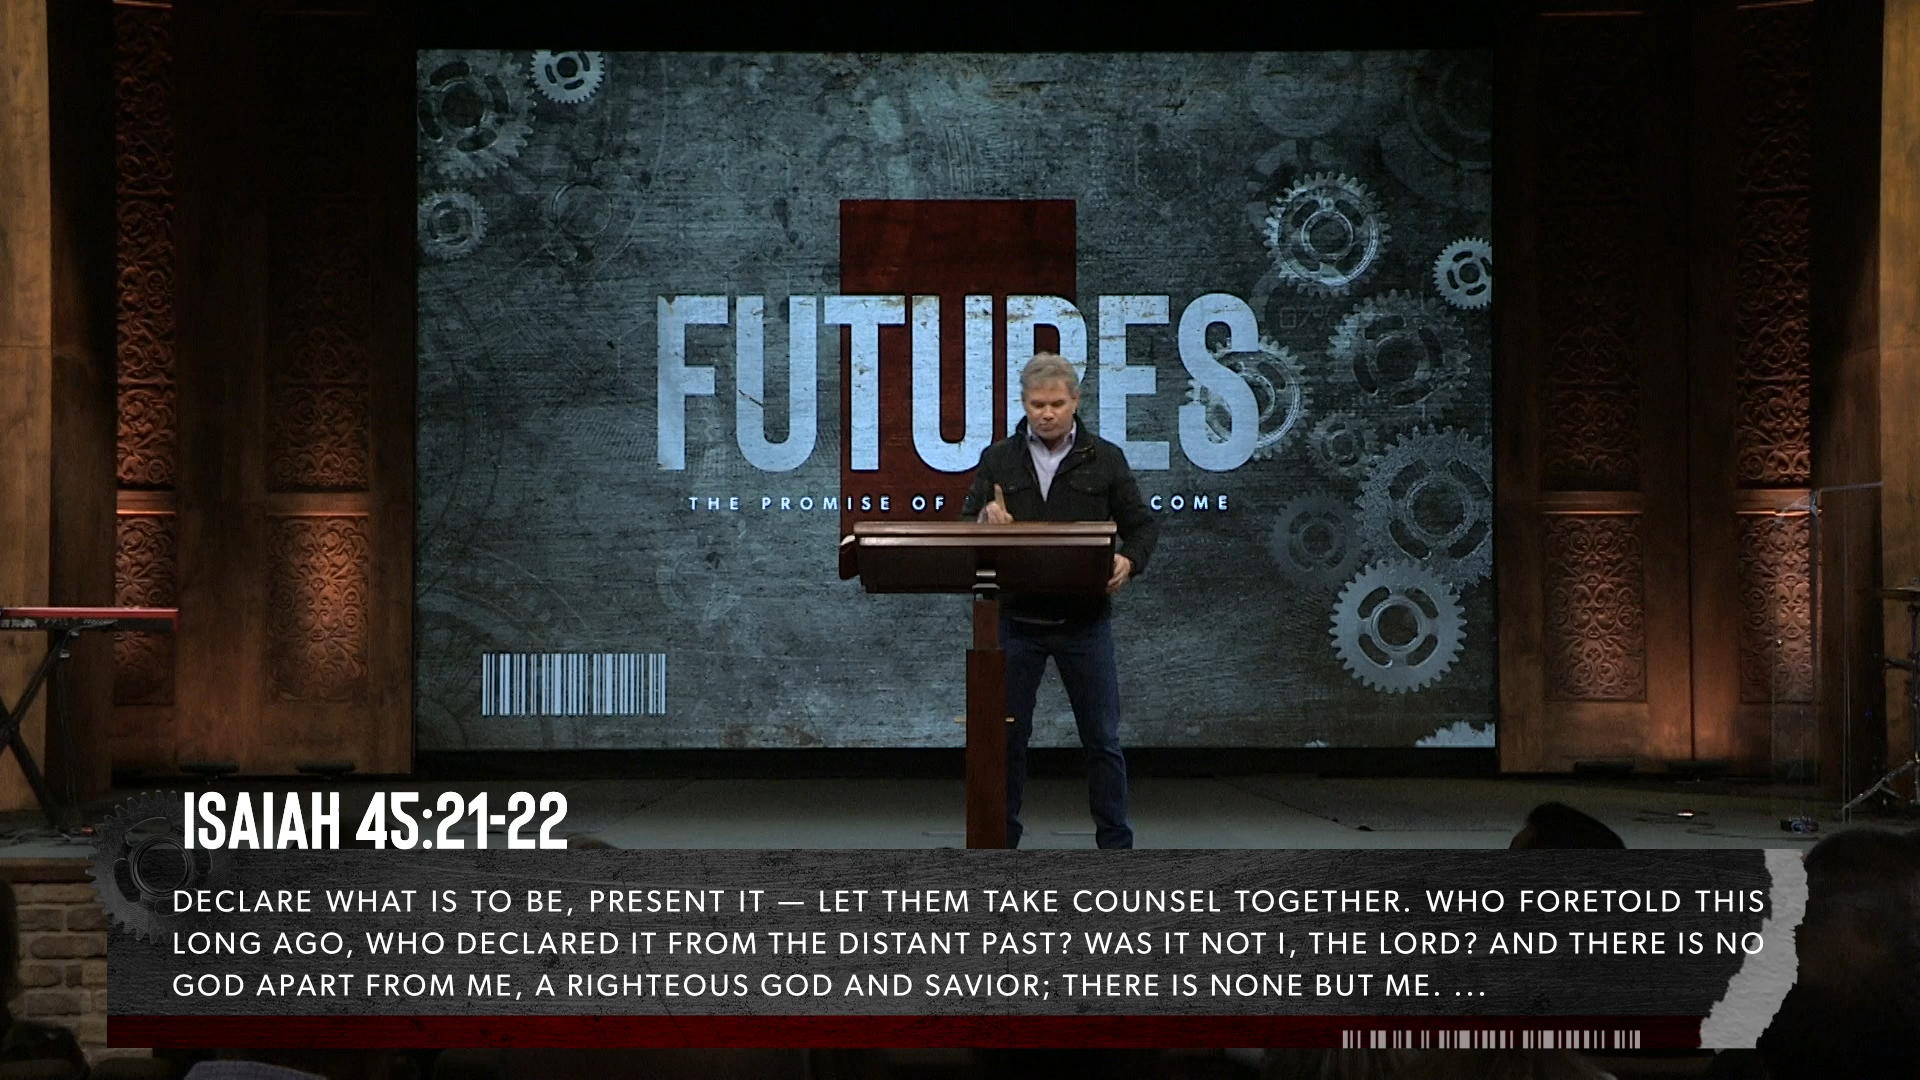 FUTURES
THE PROMISE OF COME
ISAIAH 45:21-22
DECLARE WHAT IS TO BE, PRESENT IT — LET THEM TAKE COUNSEL TOGETHER. WHO FORETOLD THIS
LONG AGO, WHO DECLARED IT FROM THE DISTANT PAST? WAS IT NOT I, THE LORD? AND THERE IS NO
GOD APART FROM ME, A RIGHTEOUS GOD AND SAVIOR; THERE IS NONE BUT ME. ...